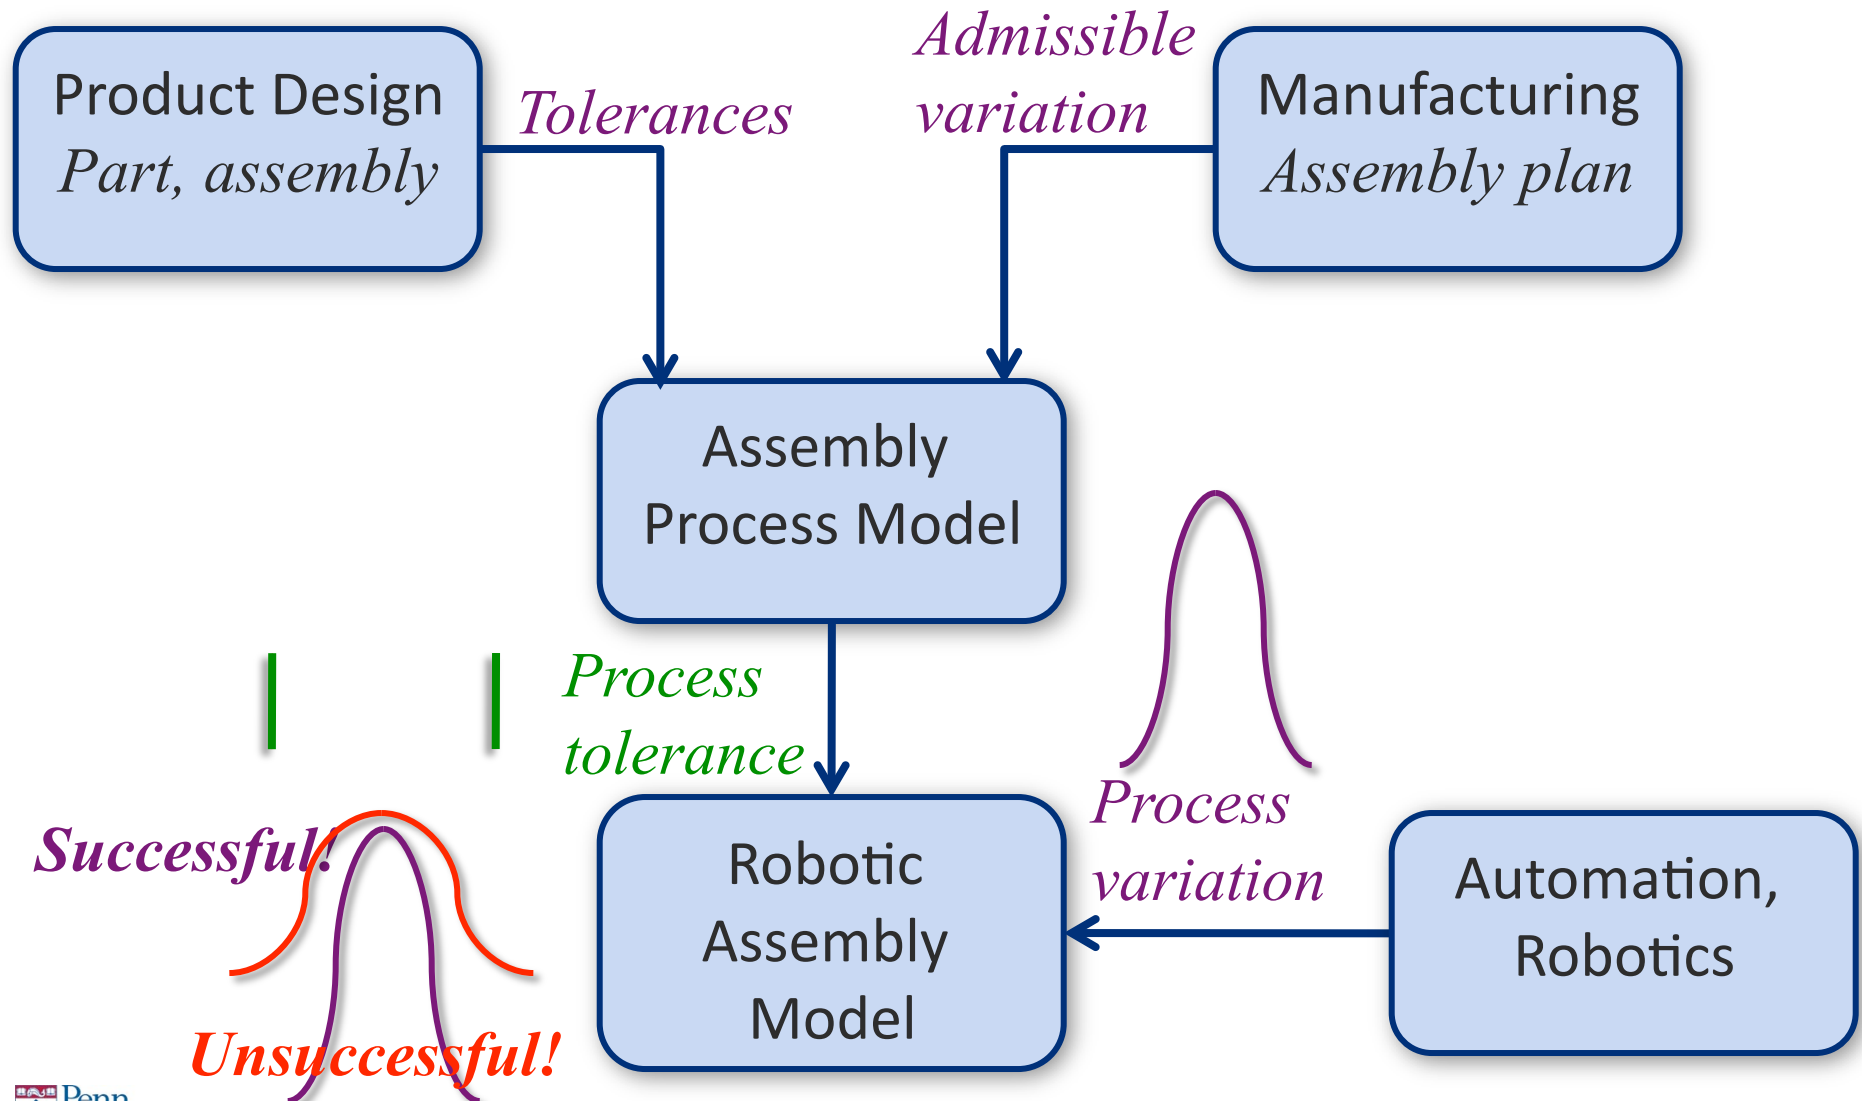 Product Design
Part, assembly
Tolerances
Admissible
variation
Manufacturing
Assembly plan
Assembly
Process Model
Process
tolerance
Successful!
Unsuccessful!
Robotic
Assembly
Model
Process
variation
Automation,
Robotics
Penn